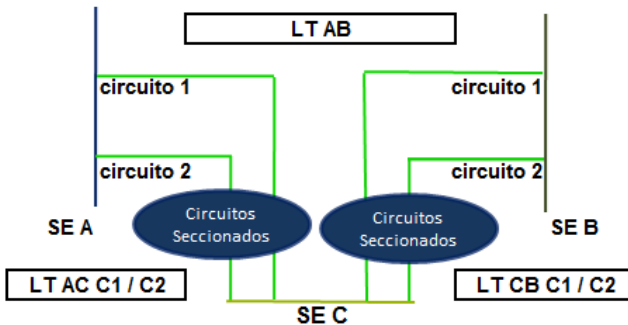 LT AB
circuito 1
circuito 1
circuito 2
circuito 2
Circuitos
Seccionados
Circuitos
Seccionados
SE A
SE B
LT AC C1 / C2
LT CB C1 / C2
SE C